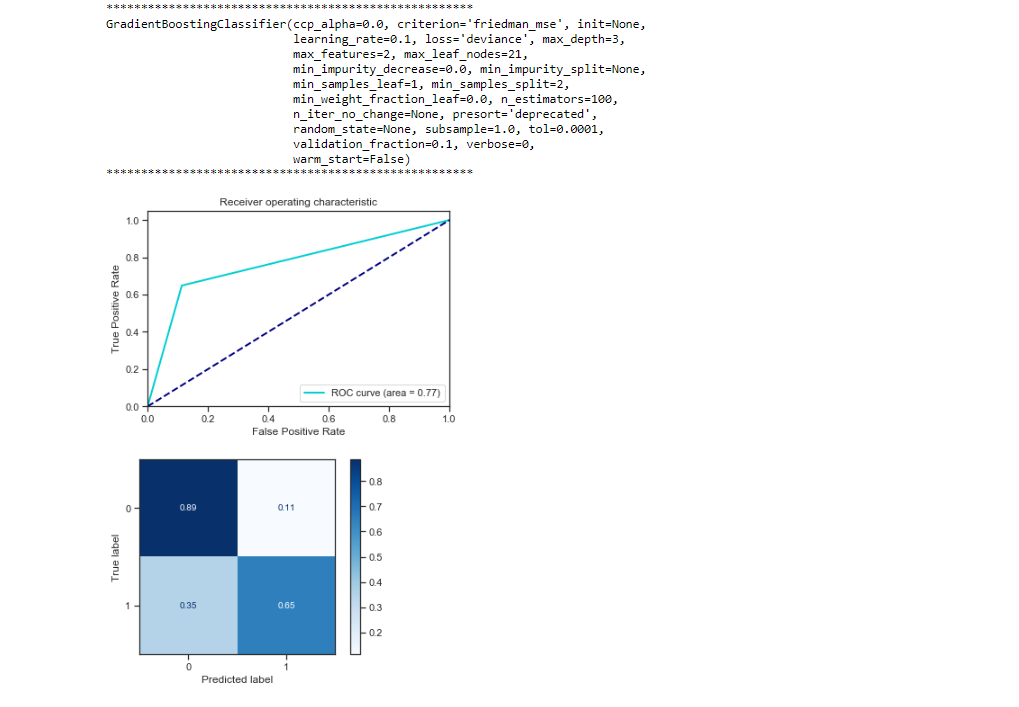 *****************************************************
GradientBoostingClassifier(ccp_alpha=0.0, criterion='friedman_mse', init=None,
learning_rate=0.1, loss='deviance', max_depth=3,
max_features=2, max_leaf_nodes=21,
min_impurity_decrease=0.0, min_impurity_split=None,
min_samples_leaf=1, min_samples_split=2,
min_weight_fraction_leaf=0.0, n_estimators=100,
n_iter_no_change=None, presort='deprecated',
random_state=None, subsample=1.0, tol=0.0001,
validation_fraction=0.1, verbose=0,
warm_start=False)
*****************************************************
Receiver operating characteristic
1.0
0.8
0.6
0.4
0.2
0.0
True Positive Rate
ROC curve (area = 0.77)
0.0 0.2 0.4 0.6 0.8 1.0
False Positive Rate
0
1
True label
0.89 0.11
0.35 0.65
0 1
Predicted label
0.8
0.7
0.6
0.5
0.4
0.3
0.2